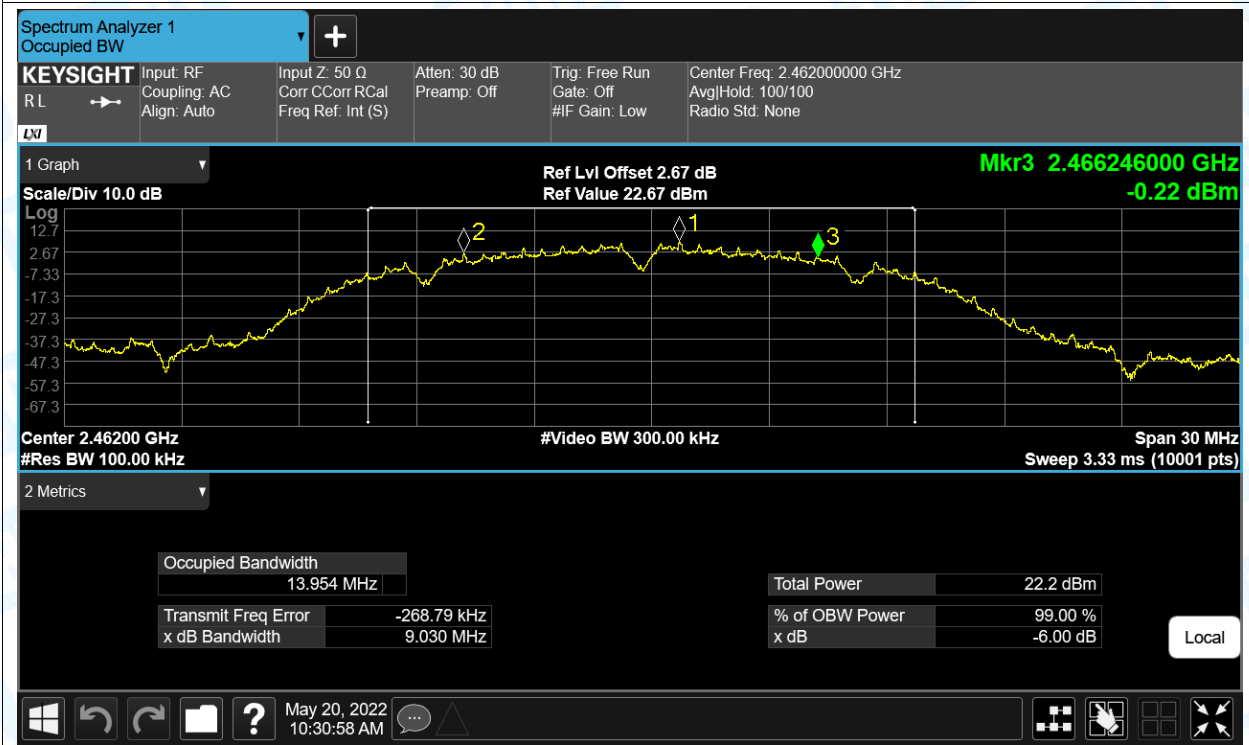 Spectrum Analyzer 1
Occupied BW
KEYSIGHT
R L
LXI
Input: RF
Coupling: AC
Align: Auto
Input Z: 50 Ω
Corr CCorr RCal
Freq Ref: Int (S)
Atten: 30 dB
Preamp: Off
Trig: Free Run
Gate: Off
#IF Gain: Low
Center Freq: 2.462000000 GHz
Avg|Hold: 100/100
Radio Std: None
1 Graph
Scale/Div 10.0 dB
Ref Lvl Offset 2.67 dB
Ref Value 22.67 dBm
Mkr3 2.466246000 GHz
-0.22 dBm
Log
12.7
2.67
-7.33
-17.3
-27.3
-37.3
-47.3
-57.3
-67.3
2
1
3
Center 2.46200 GHz
#Video BW 300.00 kHz
Span 30 MHz
#Res BW 100.00 kHz
Sweep 3.33 ms (10001 pts)
2 Metrics
Occupied Bandwidth
13.954 MHz
Total Power 22.2 dBm
Transmit Freq Error -268.79 kHz
% of OBW Power 99.00 %
x dB Bandwidth 9.030 MHz
x dB -6.00 dB
Local
?
May 20, 2022
10:30:58 AM